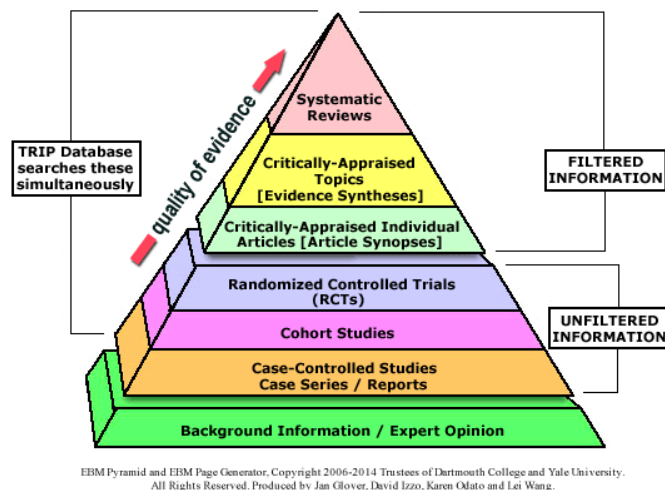 Systematic
Reviews
TRIP Database
searches these
simultaneously
quality of evidence
Critically-Appraised
Topics
[Evidence Syntheses]
FILTERED
INFORMATION
Critically-Appraised Individual
Articles [Article Synopses]
Randomized Controlled Trials
(RCTs)
UNFILTERED
INFORMATION
Cohort Studies
Case-Controlled Studies
Case Series / Reports
Background Information / Expert Opinion
EBM Pyramid and EBM Page Generator, Copyright 2006-2014 Trustees of Dartmouth College and Yale University.
All Rights Reserved. Produced by Jan Glover, David Izzo, Karen Odato and Lei Wang.